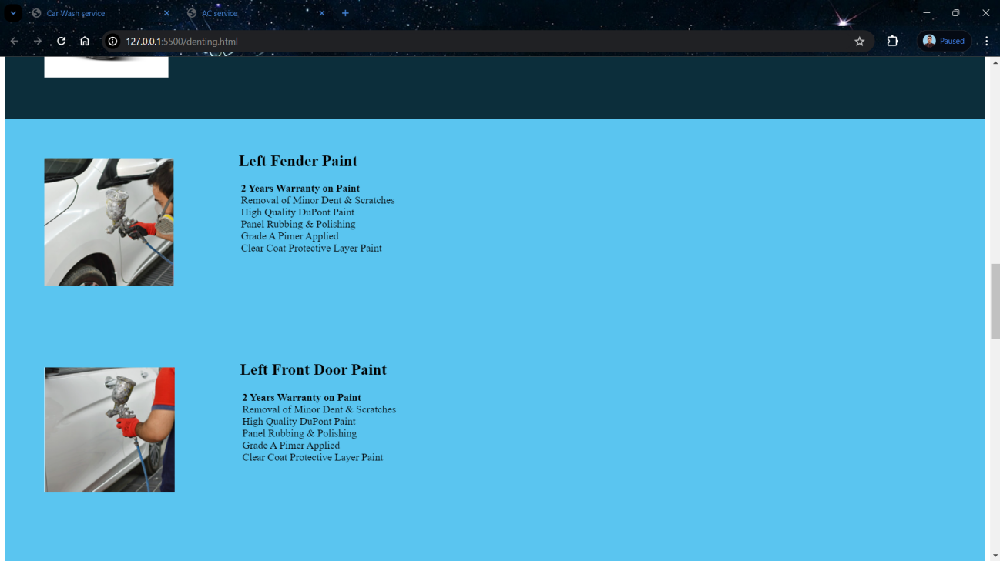 Car Wash service
AC service
127.0.0.1:5500/denting.html
Paused
Left Fender Paint
2 Years Warranty on Paint
Removal of Minor Dent & Scratches
High Quality DuPont Paint
Panel Rubbing & Polishing
Grade A Pimer Applied
Clear Coat Protective Layer Paint
Left Front Door Paint
2 Years Warranty on Paint
Removal of Minor Dent & Scratches
High Quality DuPont Paint
Panel Rubbing & Polishing
Grade A Pimer Applied
Clear Coat Protective Layer Paint